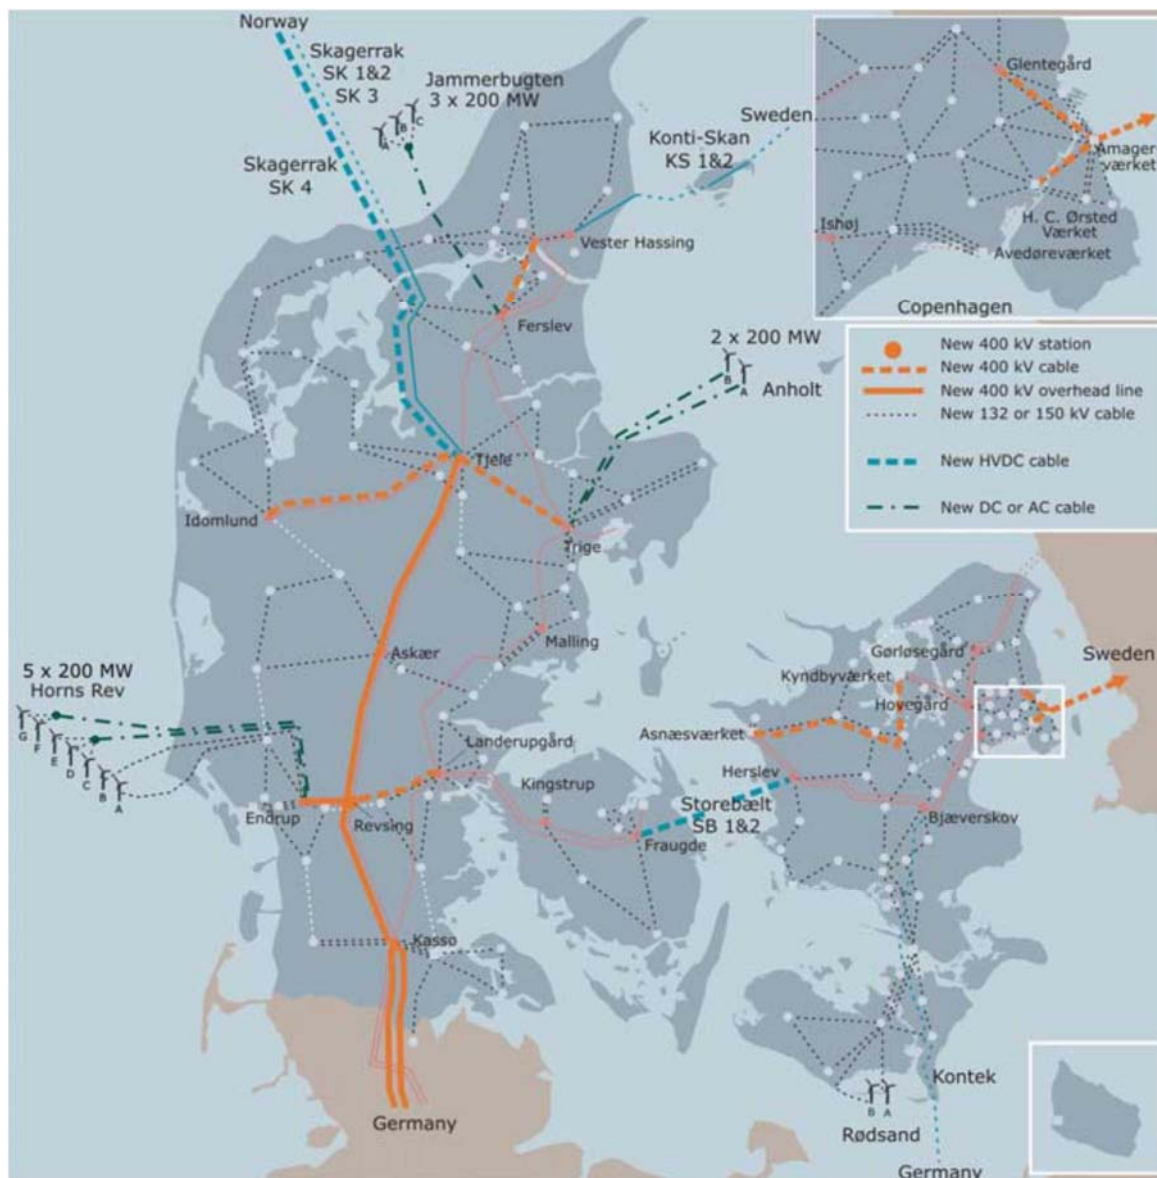 Norway
Skagerrak
SK 1&2
SK 3
Jammerbugten
3 x 200 MW
A
B
C
Skagerrak
SK 4
Konti-Skan
KS 1&2
Sweden
Vester Hassing
Ferslev
2 x 200 MW
B
A
Anholt
Tjele
Idomlund
Trige
Askær
Malling
5 x 200 MW
Horns Rev
G
F
E
D
C
B
A
Landerupgård
Endrup
Revsing
Kingstrup
Fraugde
Storebælt
SB 1&2
Kassø
Germany
Glentegård
Amager-
værket
H. C. Ørsted
Værket
Ishøj
Avedøreværket
Copenhagen
New 400 kV station
New 400 kV cable
New 400 kV overhead line
New 132 or 150 kV cable
New HVDC cable
New DC or AC cable
Gørløsegård
Kyndbyværket
Hovegård
Sweden
Asnæsværket
Herslev
Bjæverskov
Kontek
B
A
Rødsand
Germany